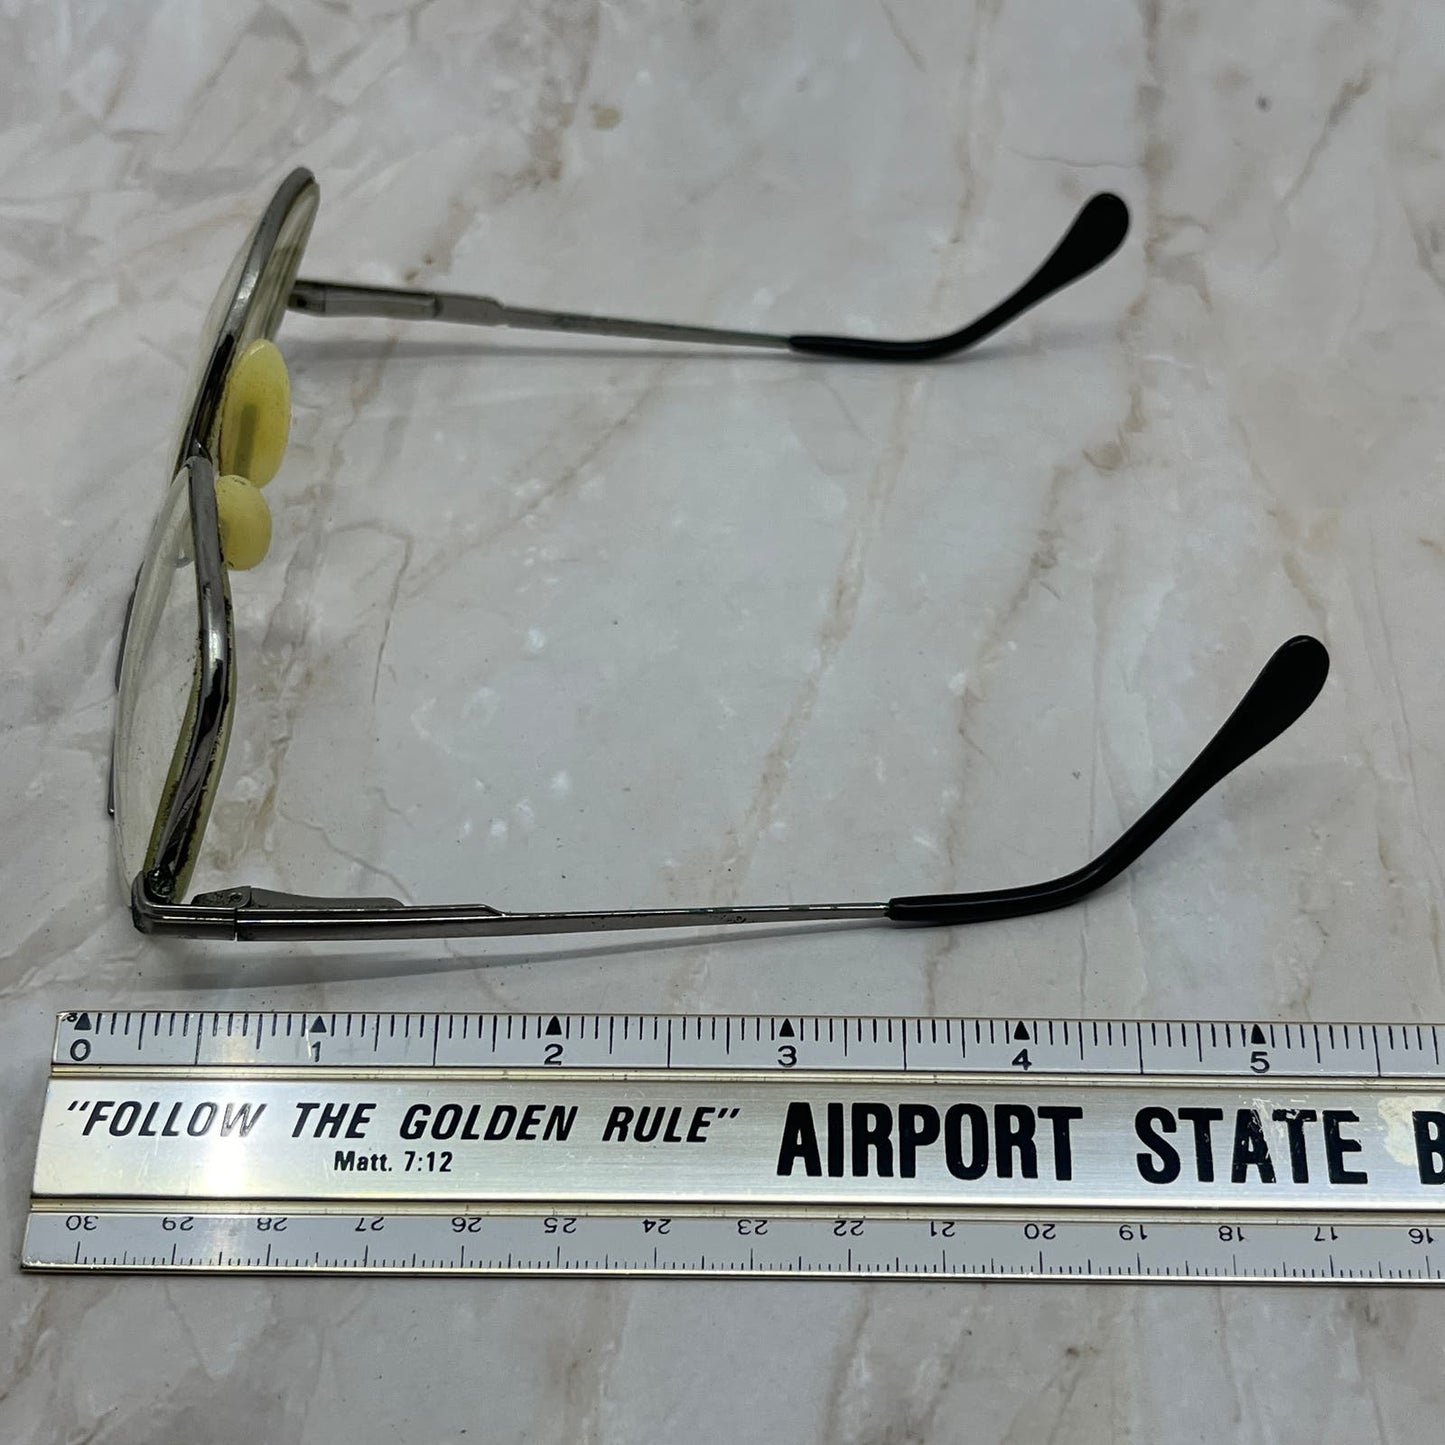 0 1 2 3 4 5
"FOLLOW THE GOLDEN RULE" AIRPORT STATE B
Matt. 7:12
30 29 28 27 26 25 24 23 22 21 20 19 18 17 16